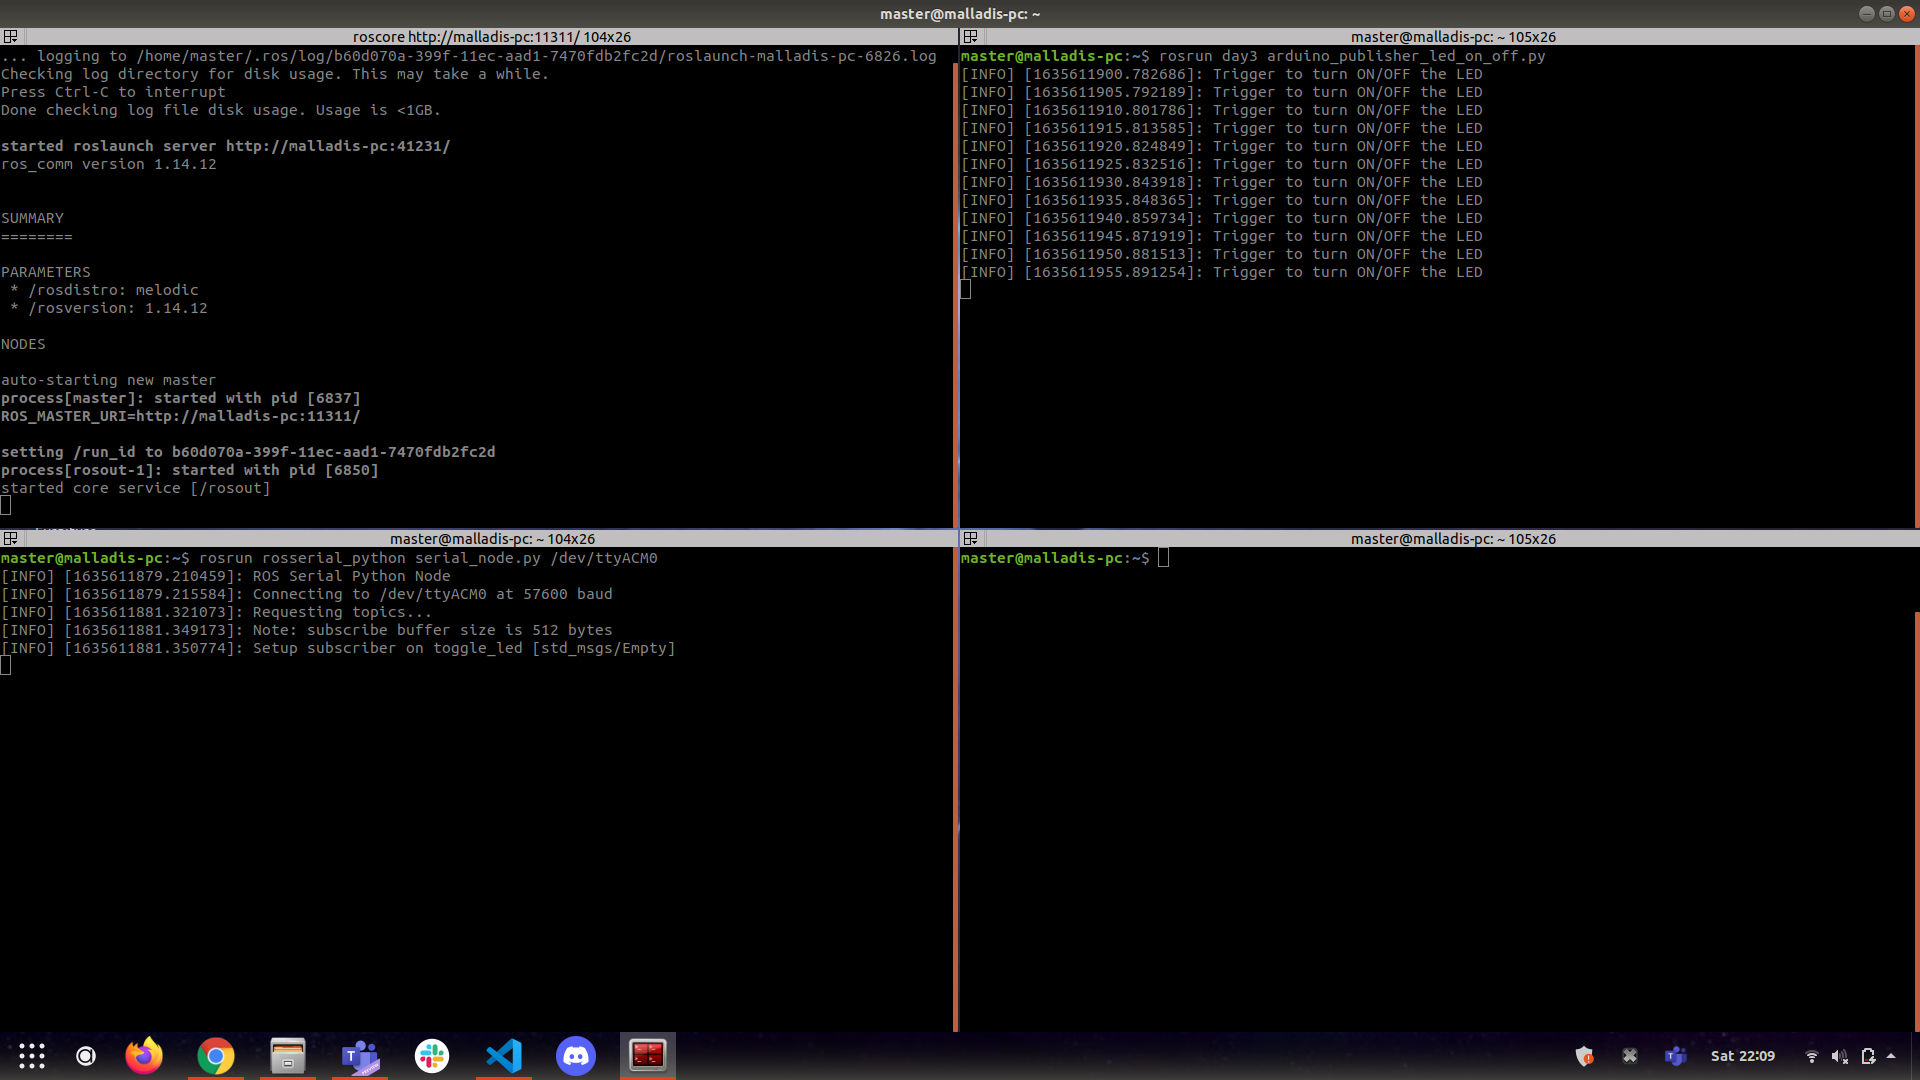 master@malladis-pc: ~
roscore http://malladis-pc:11311/ 104x26
... logging to /home/master/.ros/log/b60d070a-399f-11ec-aad1-7470fdb2fc2d/roslaunch-malladis-pc-6826.log
Checking log directory for disk usage. This may take a while.
Press Ctrl-C to interrupt
Done checking log file disk usage. Usage is <1GB.
started roslaunch server http://malladis-pc:41231/
ros_comm version 1.14.12
SUMMARY
========
PARAMETERS
* /rosdistro: melodic
* /rosversion: 1.14.12
NODES
auto-starting new master
process[master]: started with pid [6837]
ROS_MASTER_URI=http://malladis-pc:11311/
setting /run_id to b60d070a-399f-11ec-aad1-7470fdb2fc2d
process[rosout-1]: started with pid [6850]
started core service [/rosout]
master@malladis-pc: ~ 105x26
master@malladis-pc:~$ rosrun day3 arduino_publisher_led_on_off.py
[INFO] [1635611900.782686]: Trigger to turn ON/OFF the LED
[INFO] [1635611905.792189]: Trigger to turn ON/OFF the LED
[INFO] [1635611910.801786]: Trigger to turn ON/OFF the LED
[INFO] [1635611915.813585]: Trigger to turn ON/OFF the LED
[INFO] [1635611920.824849]: Trigger to turn ON/OFF the LED
[INFO] [1635611925.832516]: Trigger to turn ON/OFF the LED
[INFO] [1635611930.843918]: Trigger to turn ON/OFF the LED
[INFO] [1635611935.848365]: Trigger to turn ON/OFF the LED
[INFO] [1635611940.859734]: Trigger to turn ON/OFF the LED
[INFO] [1635611945.871919]: Trigger to turn ON/OFF the LED
[INFO] [1635611950.881513]: Trigger to turn ON/OFF the LED
[INFO] [1635611955.891254]: Trigger to turn ON/OFF the LED
master@malladis-pc: ~ 104x26
master@malladis-pc:~$ rosrun rosserial_python serial_node.py /dev/ttyACM0
[INFO] [1635611879.210459]: ROS Serial Python Node
[INFO] [1635611879.215584]: Connecting to /dev/ttyACM0 at 57600 baud
[INFO] [1635611881.321073]: Requesting topics...
[INFO] [1635611881.349173]: Note: subscribe buffer size is 512 bytes
[INFO] [1635611881.350774]: Setup subscriber on toggle_led [std_msgs/Empty]
master@malladis-pc: ~ 105x26
master@malladis-pc:~$
Sat 22:09